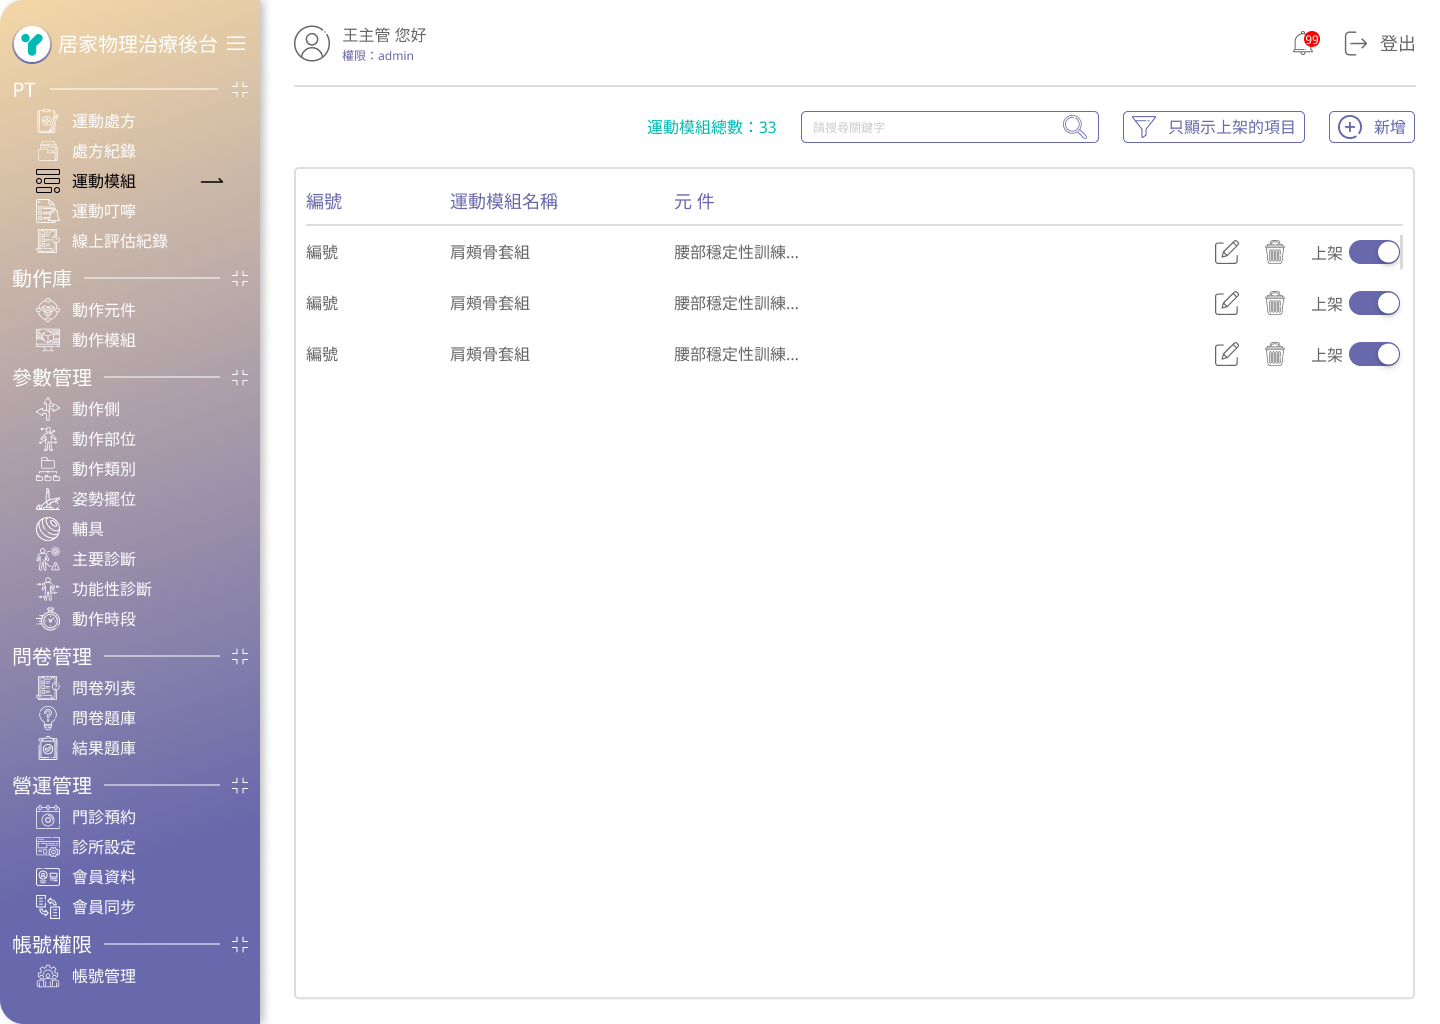 居家物理治療後台
PT
運動處方
處方紀錄
運動模組
運動叮嚀
線上評估紀錄
動作庫
動作元件
動作模組
參數管理
動作側
動作部位
動作類別
姿勢擺位
輔具
主要診斷
功能性診斷
動作時段
問卷管理
問卷列表
問卷題庫
結果題庫
營運管理
門診預約
診所設定
會員資料
會員同步
帳號權限
帳號管理
王主管 您好
權限：admin
99
登出
運動模組總數：33
請搜尋關鍵字
只顯示上架的項目
新增
編號 運動模組名稱 元 件
編號 肩頰骨套組 腰部穩定性訓練... 上架
編號 肩頰骨套組 腰部穩定性訓練... 上架
編號 肩頰骨套組 腰部穩定性訓練... 上架